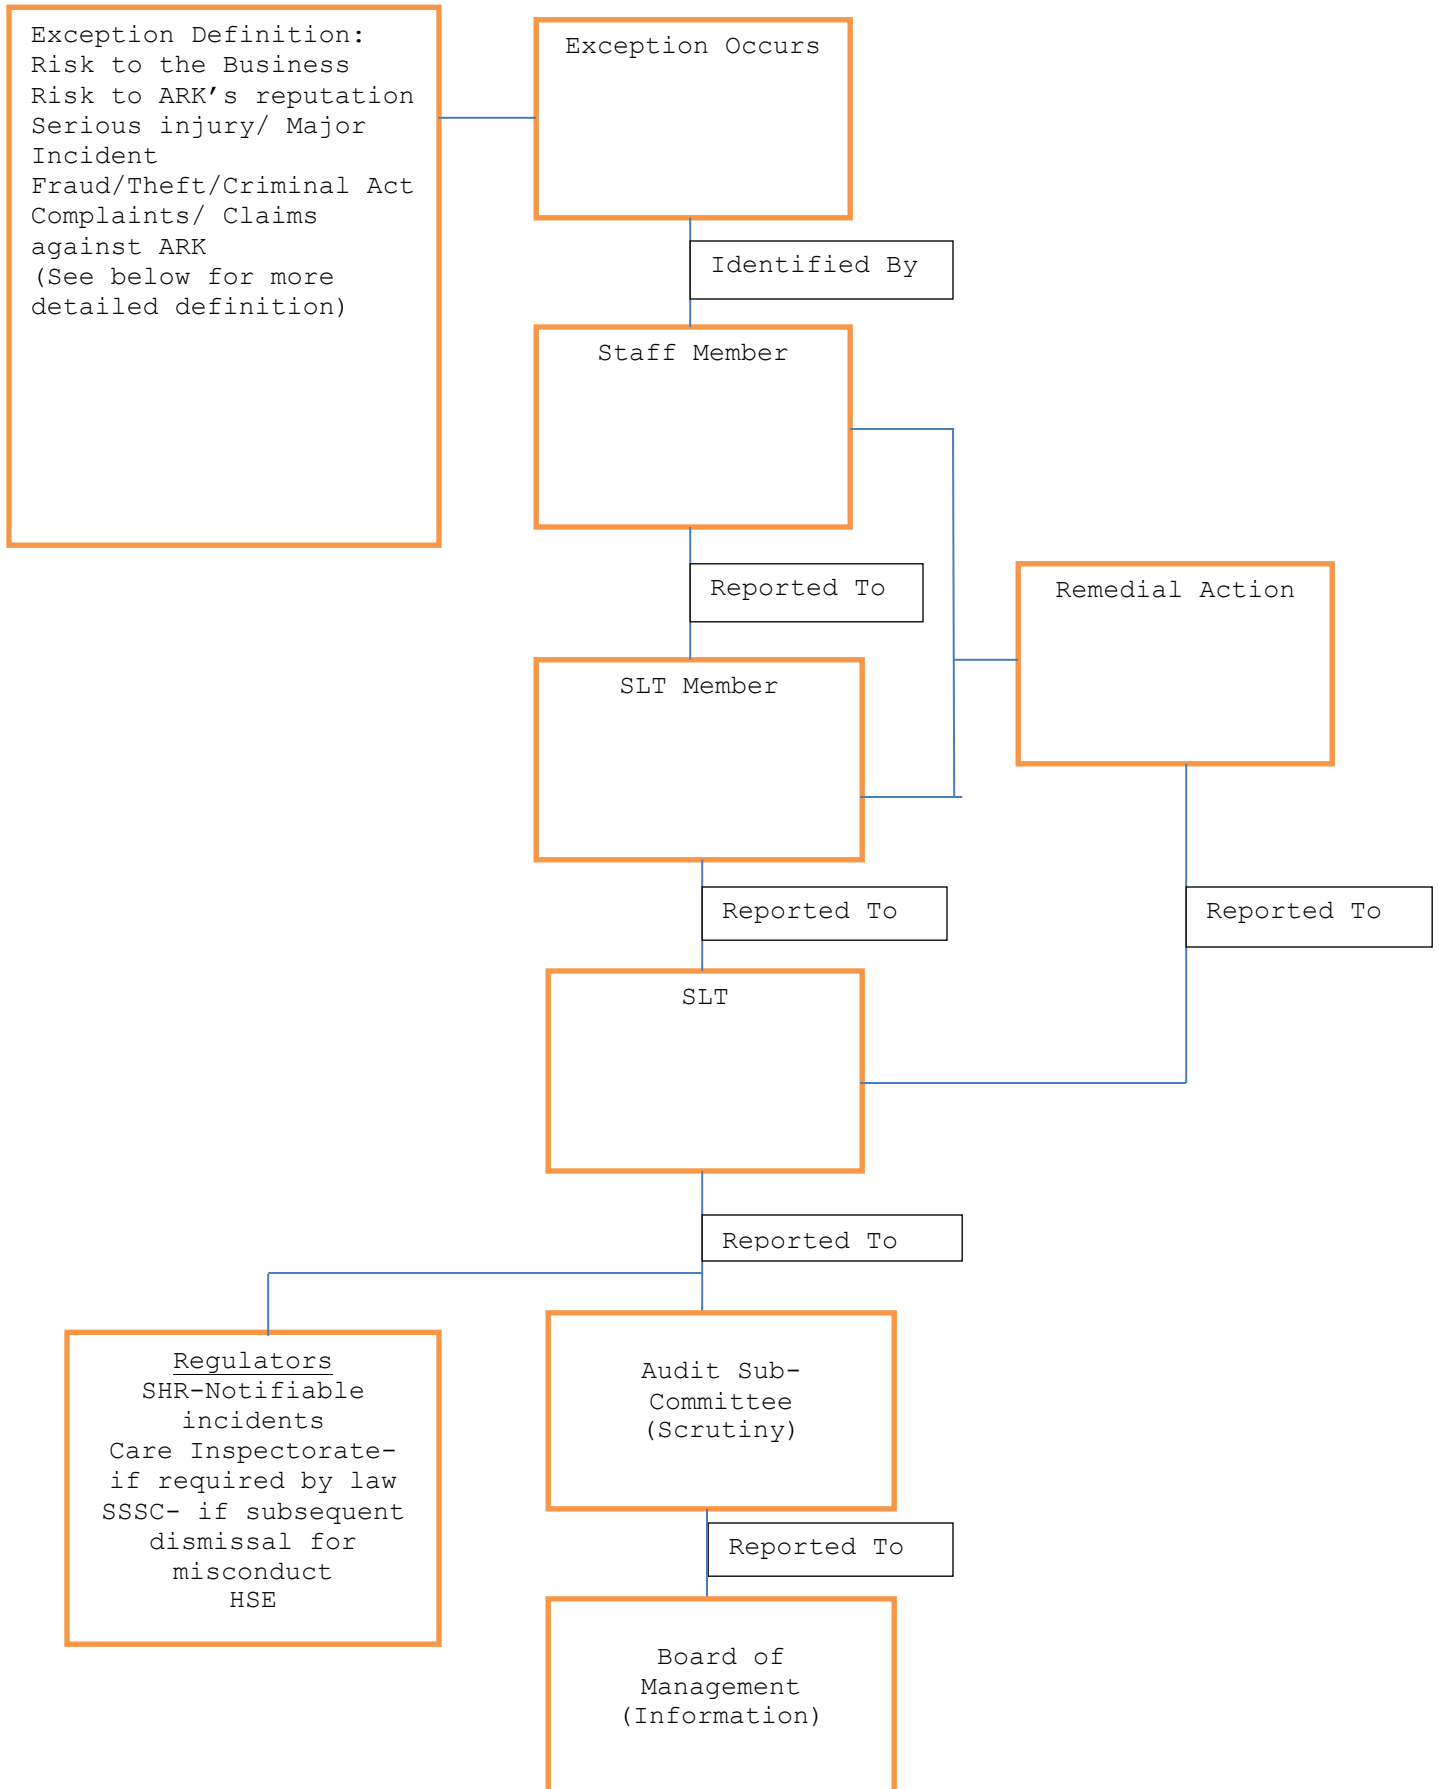 Exception Definition:
Risk to the Business
Risk to ARK’s reputation
Serious injury/ Major
Incident
Fraud/Theft/Criminal Act
Complaints/ Claims
against ARK
(See below for more
detailed definition)
Exception Occurs
Identified By
Staff Member
Reported To
Remedial Action
SLT Member
Reported To
Reported To
SLT
Reported To
Regulators
SHR-Notifiable
incidents
Care Inspectorate-
if required by law
SSSC- if subsequent
dismissal for
misconduct
HSE
Audit Sub-
Committee
(Scrutiny)
Reported To
Board of
Management
(Information)